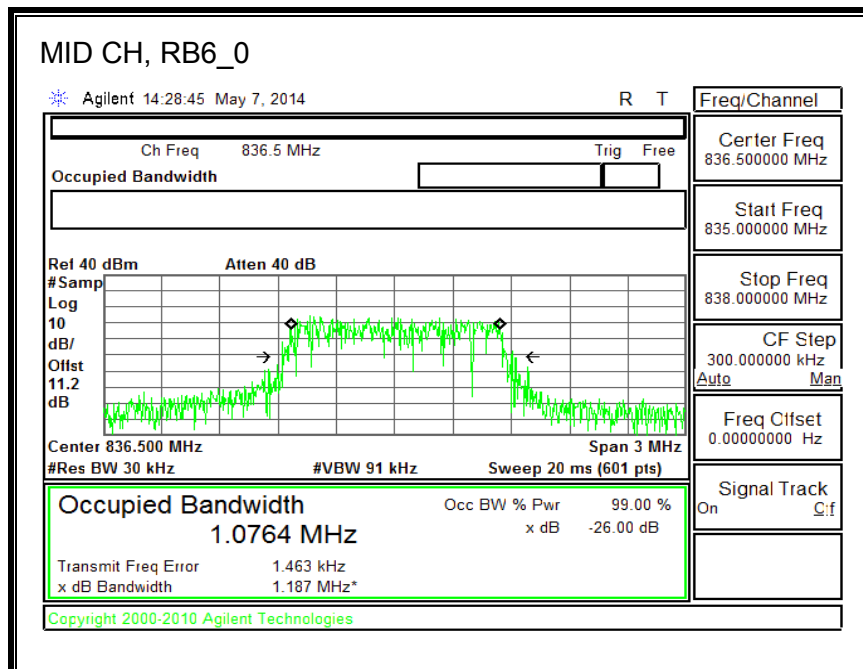 MID CH, RB6_0
Agilent 14:28:45 May 7, 2014 R T
Freq/Channel
Ch Freq 836.5 MHz Trig Free
Occupied Bandwidth
Center Freq
836.500000 MHz
Start Freq
835.000000 MHz
Stop Freq
838.000000 MHz
CF Step
300.000000 kHz
Auto Man
Freq Offset
0.00000000 Hz
Signal Track
On Off
Ref 40 dBm Atten 40 dB
#Samp
Log
10
dB/
Offst
11.2
dB
Center 836.500 MHz Span 3 MHz
#Res BW 30 kHz #VBW 91 kHz Sweep 20 ms (601 pts)
Occupied Bandwidth
1.0764 MHz
Occ BW % Pwr 99.00 %
x dB -26.00 dB
Transmit Freq Error 1.463 kHz
x dB Bandwidth 1.187 MHz*
Copyright 2000-2010 Agilent Technologies